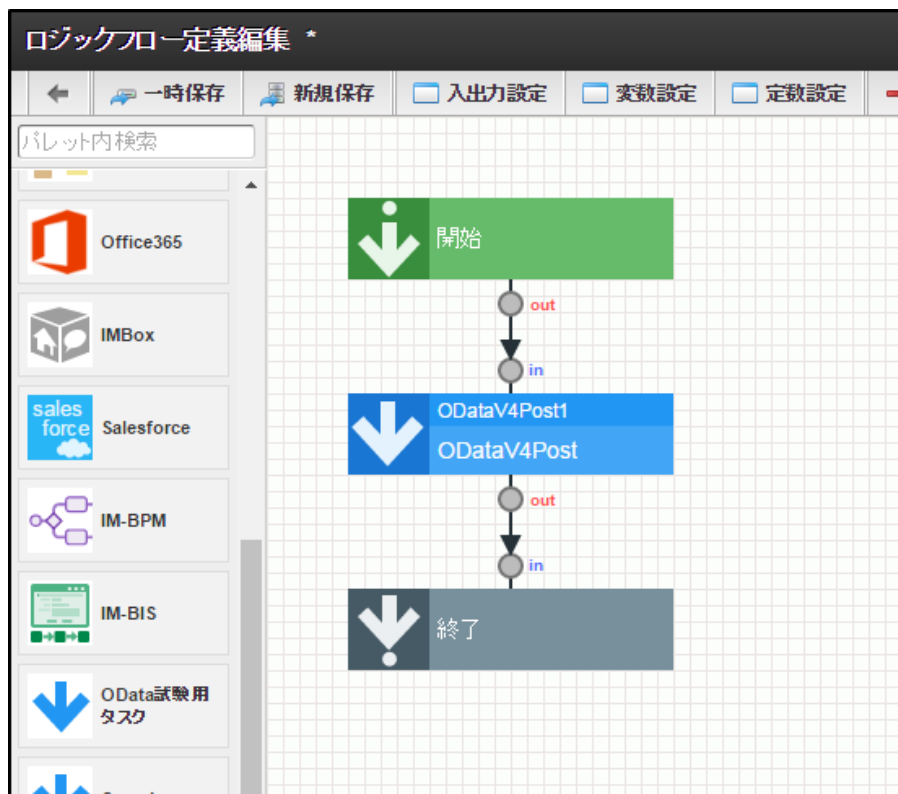 ロジックフロー定義編集 *
一時保存
新規保存
入出力設定
変数設定
定数設定
パレット内検索
Office365
IMBox
sales
force
Salesforce
IM-BPM
IM-BIS
OData試験用
タスク
開始
out
in
ODataV4Post1
ODataV4Post
out
in
終了